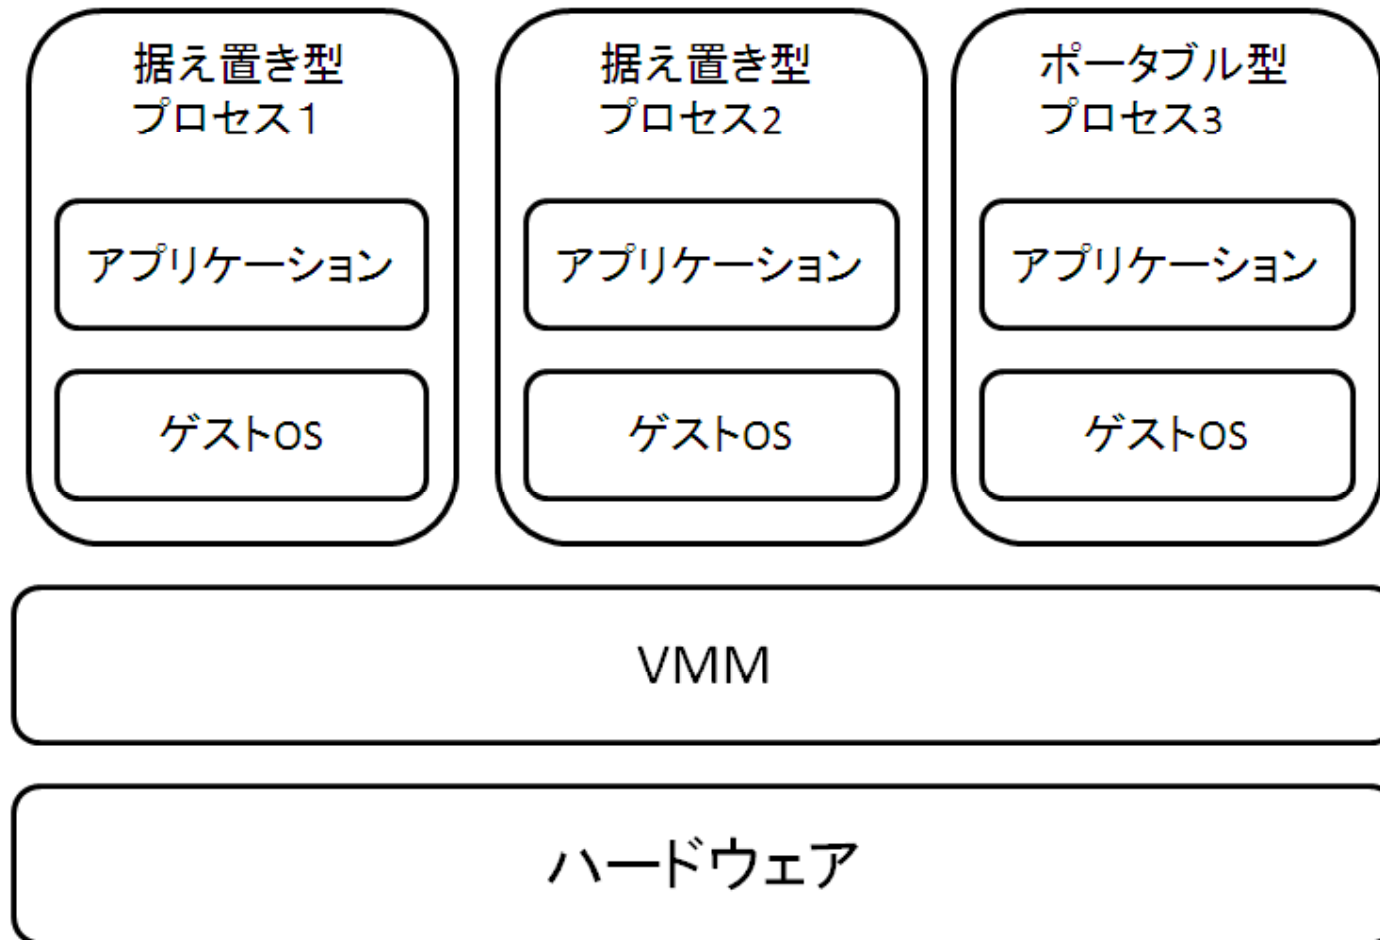 据え置き型
プロセス１
据え置き型
プロセス2
ポータブル型
プロセス3
アプリケーション
アプリケーション
アプリケーション
ゲストOS
ゲストOS
ゲストOS
VMM
ハードウェア